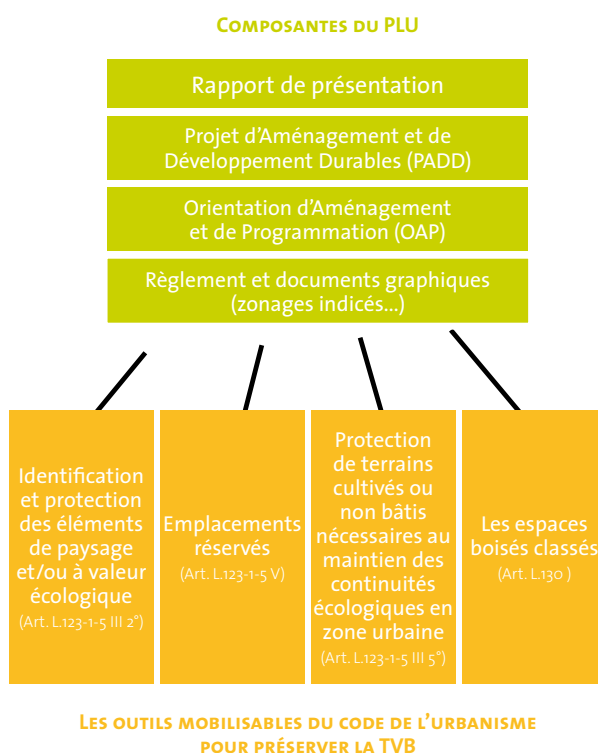 COMPOSANTES DU PLU
Rapport de présentation
Projet d'Aménagement et de
Développement Durables (PADD)
Orientation d'Aménagement
et de Programmation (OAP)
Règlement et documents graphiques
(zonages indicés...)
Identification
et protection
des éléments
de paysage
et/ou à valeur
écologique
(Art. L.123-1-5 III 2°)
Emplacements
réservés
(Art. L.123-1-5 V)
Protection
de terrains
cultivés ou
non bâtis
nécessaires au
maintien des
continuités
écologiques en
zone urbaine
(Art. L.123-1-5 III 5°)
Les espaces
boisés classés
(Art. L.130 )
LES OUTILS MOBILISABLES DU CODE DE L'URBANISME
POUR PRÉSERVER LA TVB